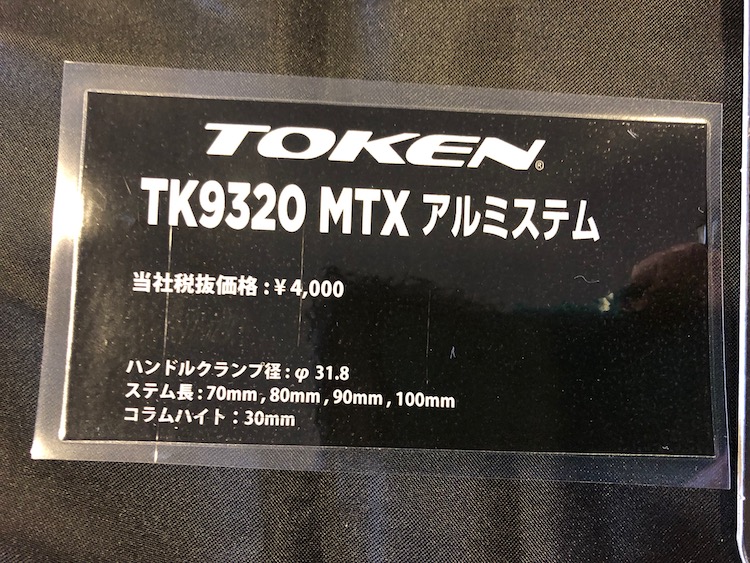 TOKEN®
TK9320 MTX アルミステム
当社税抜価格 : ¥ 4,000
ハンドルクランプ径 : φ 31.8
ステム長 : 70mm , 80mm , 90mm , 100mm
コラムハイト : 30mm